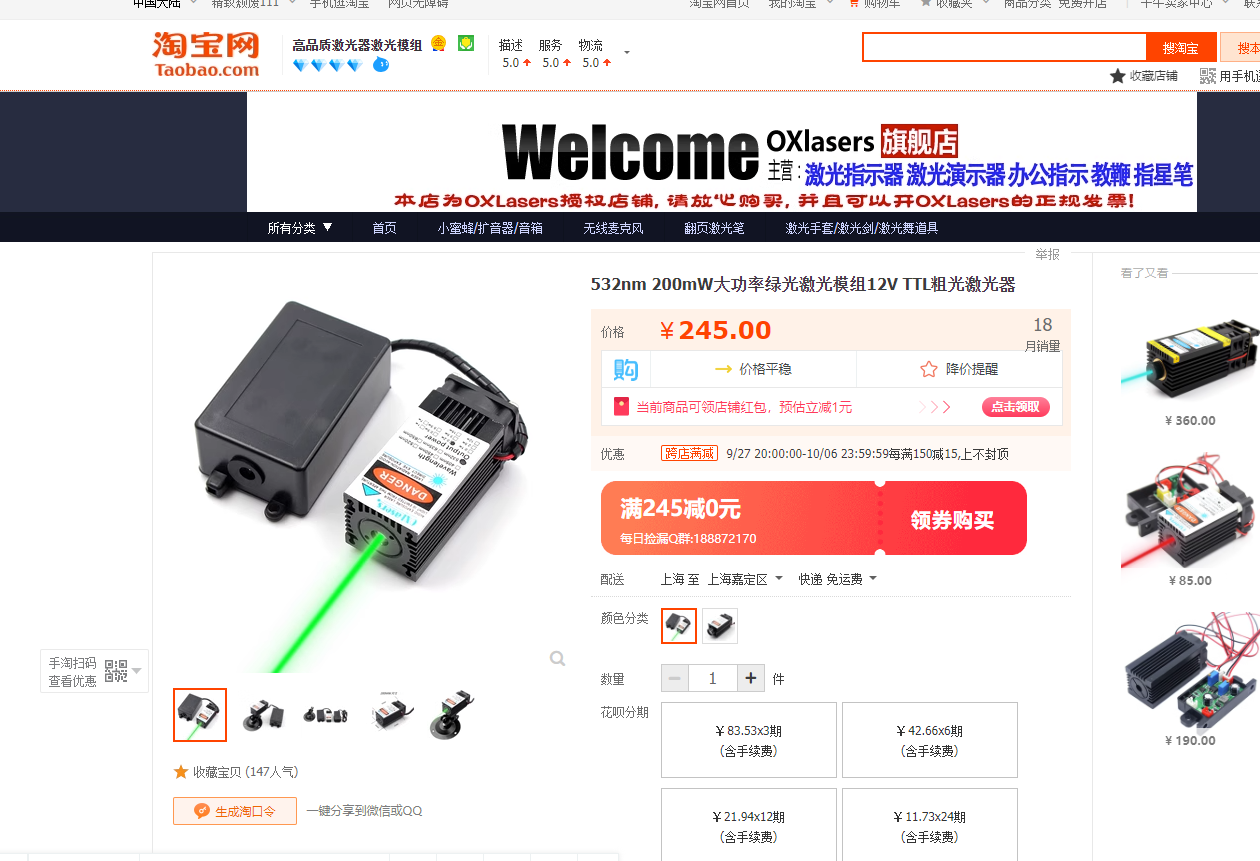 中国大陆
手机逛淘宝
网页无障碍
淘宝网首页
我的淘宝
购物车
收藏夹
商品分类
免费开店
千牛卖家中心
淘宝网
Taobao.com
高品质激光器激光模组
描述 服务 物流
5.0 5.0 5.0
搜淘宝
收藏店铺
Welcome OXlasers 旗舰店
主营：激光指示器 激光演示器 办公指示 教鞭 指星笔
本店为OXLasers授权店铺，请放心购买，并且可以开OXLasers的正规发票！
所有分类 ▼
首页
小蜜蜂/扩音器/音箱
无线麦克风
翻页激光笔
激光手套/激光剑/激光舞道具
举报
看了又看
532nm 200mW大功率绿光激光模组12V TTL粗光激光器
价格 ￥245.00
18
月销量
购
价格平稳
降价提醒
当前商品可领店铺红包，预估立减1元
点击领取
优惠 跨店满减 9/27 20:00:00-10/06 23:59:59每满150减15,上不封顶
满245减0元
每日捡漏Q群:188872170
领券购买
配送 上海 至 上海嘉定区 快递 免运费
颜色分类
数量 1 件
花呗分期
￥83.53x3期
(含手续费)
￥42.66x6期
(含手续费)
￥21.94x12期
(含手续费)
￥11.73x24期
(含手续费)
DANGER
Output power
Wavelength
手淘扫码
查看优惠
收藏宝贝 (147人气)
生成淘口令
一键分享到微信或QQ
￥360.00
￥85.00
￥190.00